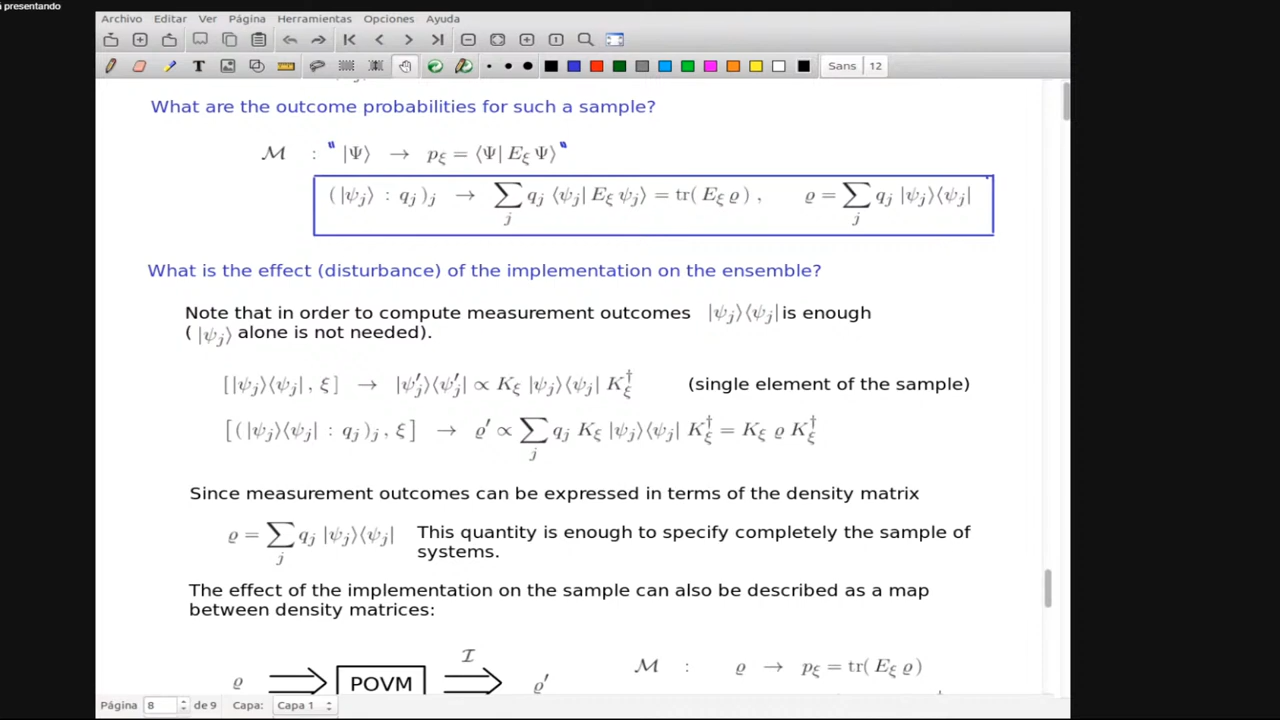 presentando
Archivo Editar Ver Página Herramientas Opciones Ayuda
Sans 12
What are the outcome probabilities for such a sample?
ℳ : " |Ψ⟩ → p_ξ = ⟨Ψ| E_ξ Ψ⟩ "
( |ψ_j⟩ : q_j )_j → ∑_j q_j ⟨ψ_j| E_ξ ψ_j⟩ = tr( E_ξ ϱ ) , ϱ = ∑_j q_j |ψ_j⟩⟨ψ_j|
What is the effect (disturbance) of the implementation on the ensemble?
Note that in order to compute measurement outcomes |ψ_j⟩⟨ψ_j| is enough
( |ψ_j⟩ alone is not needed).
[ |ψ_j⟩⟨ψ_j| , ξ ] → |ψ′_j⟩⟨ψ′_j| ∝ K_ξ |ψ_j⟩⟨ψ_j| K_ξ^† (single element of the sample)
[ ( |ψ_j⟩⟨ψ_j| : q_j )_j , ξ ] → ϱ′ ∝ ∑_j q_j K_ξ |ψ_j⟩⟨ψ_j| K_ξ^† = K_ξ ϱ K_ξ^†
Since measurement outcomes can be expressed in terms of the density matrix
ϱ = ∑_j q_j |ψ_j⟩⟨ψ_j| This quantity is enough to specify completely the sample of
systems.
The effect of the implementation on the sample can also be described as a map
between density matrices:
ϱ POVM ℐ ϱ′ ℳ : ϱ → p_ξ = tr( E_ξ ϱ )
Página 8 de 9 Capa: Capa 1